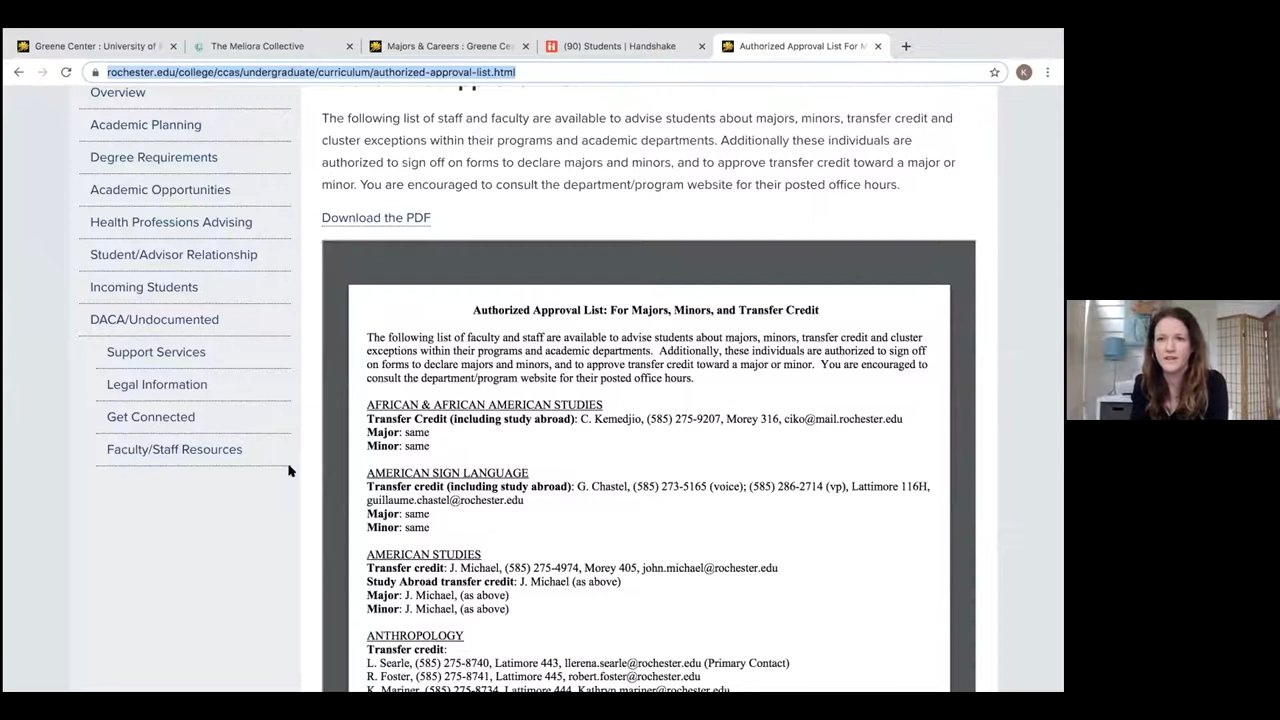 Greene Center : University of
The Meliora Collective
Majors & Careers : Greene Ce
(90) Students | Handshake
Authorized Approval List For M
rochester.edu/college/ccas/undergraduate/curriculum/authorized-approval-list.html
K
Overview
Academic Planning
Degree Requirements
Academic Opportunities
Health Professions Advising
Student/Advisor Relationship
Incoming Students
DACA/Undocumented
Support Services
Legal Information
Get Connected
Faculty/Staff Resources
The following list of staff and faculty are available to advise students about majors, minors, transfer credit and
cluster exceptions within their programs and academic departments. Additionally these individuals are
authorized to sign off on forms to declare majors and minors, and to approve transfer credit toward a major or
minor. You are encouraged to consult the department/program website for their posted office hours.
Download the PDF
Authorized Approval List: For Majors, Minors, and Transfer Credit
The following list of faculty and staff are available to advise students about majors, minors, transfer credit and cluster
exceptions within their programs and academic departments. Additionally, these individuals are authorized to sign off
on forms to declare majors and minors, and to approve transfer credit toward a major or minor. You are encouraged to
consult the department/program website for their posted office hours.
AFRICAN & AFRICAN AMERICAN STUDIES
Transfer Credit (including study abroad): C. Kemedjio, (585) 275-9207, Morey 316, ciko@mail.rochester.edu
Major: same
Minor: same
AMERICAN SIGN LANGUAGE
Transfer credit (including study abroad): G. Chastel, (585) 273-5165 (voice); (585) 286-2714 (vp), Lattimore 116H,
guillaume.chastel@rochester.edu
Major: same
Minor: same
AMERICAN STUDIES
Transfer credit: J. Michael, (585) 275-4974, Morey 405, john.michael@rochester.edu
Study Abroad transfer credit: J. Michael (as above)
Major: J. Michael, (as above)
Minor: J. Michael, (as above)
ANTHROPOLOGY
Transfer credit:
L. Searle, (585) 275-8740, Latimore 443, llerena.searle@rochester.edu (Primary Contact)
R. Foster, (585) 275-8741, Lattimore 445, robert.foster@rochester.edu
K. Mariner, (585) 275-8734, Lattimore 444, Kathryn.mariner@rochester.edu